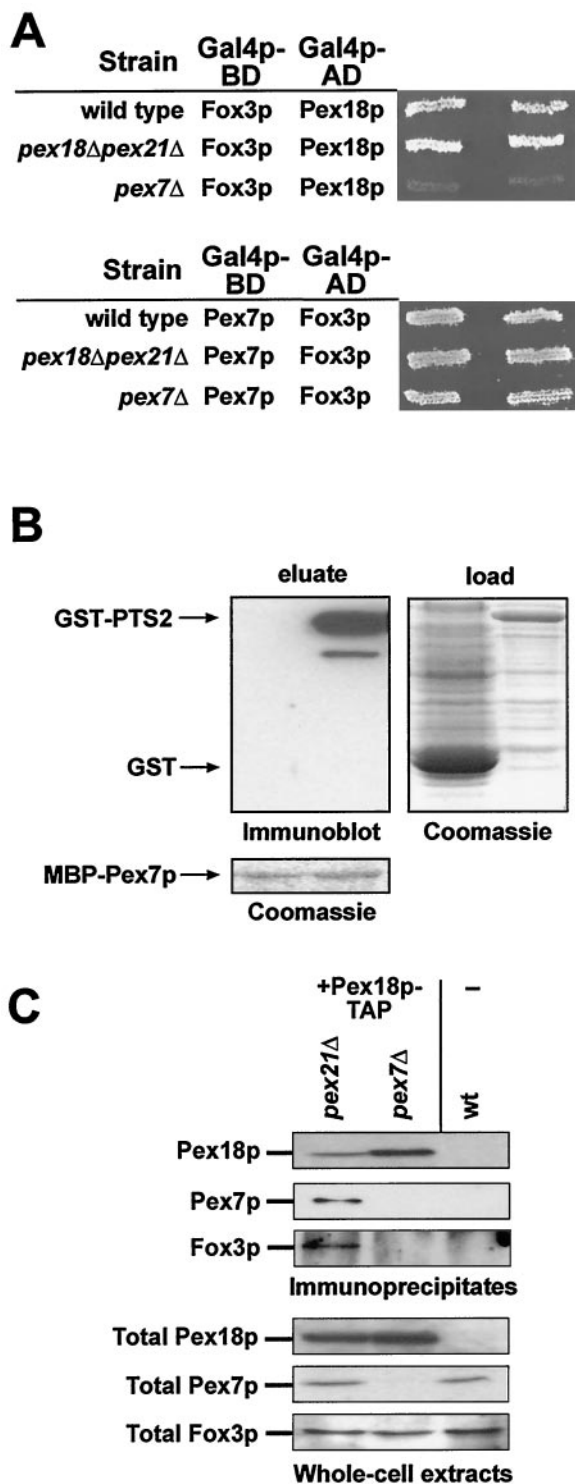 A
Strain Gal4p-BD Gal4p-AD
wild type Fox3p Pex18p
pex18Δpex21Δ Fox3p Pex18p
pex7Δ Fox3p Pex18p
Strain Gal4p-BD Gal4p-AD
wild type Pex7p Fox3p
pex18Δpex21Δ Pex7p Fox3p
pex7Δ Pex7p Fox3p
B
eluate load
GST-PTS2
GST
Immunoblot Coomassie
MBP-Pex7p
Coomassie
C
+Pex18p-TAP –
pex21Δ pex7Δ wt
Pex18p
Pex7p
Fox3p
Immunoprecipitates
Total Pex18p
Total Pex7p
Total Fox3p
Whole-cell extracts